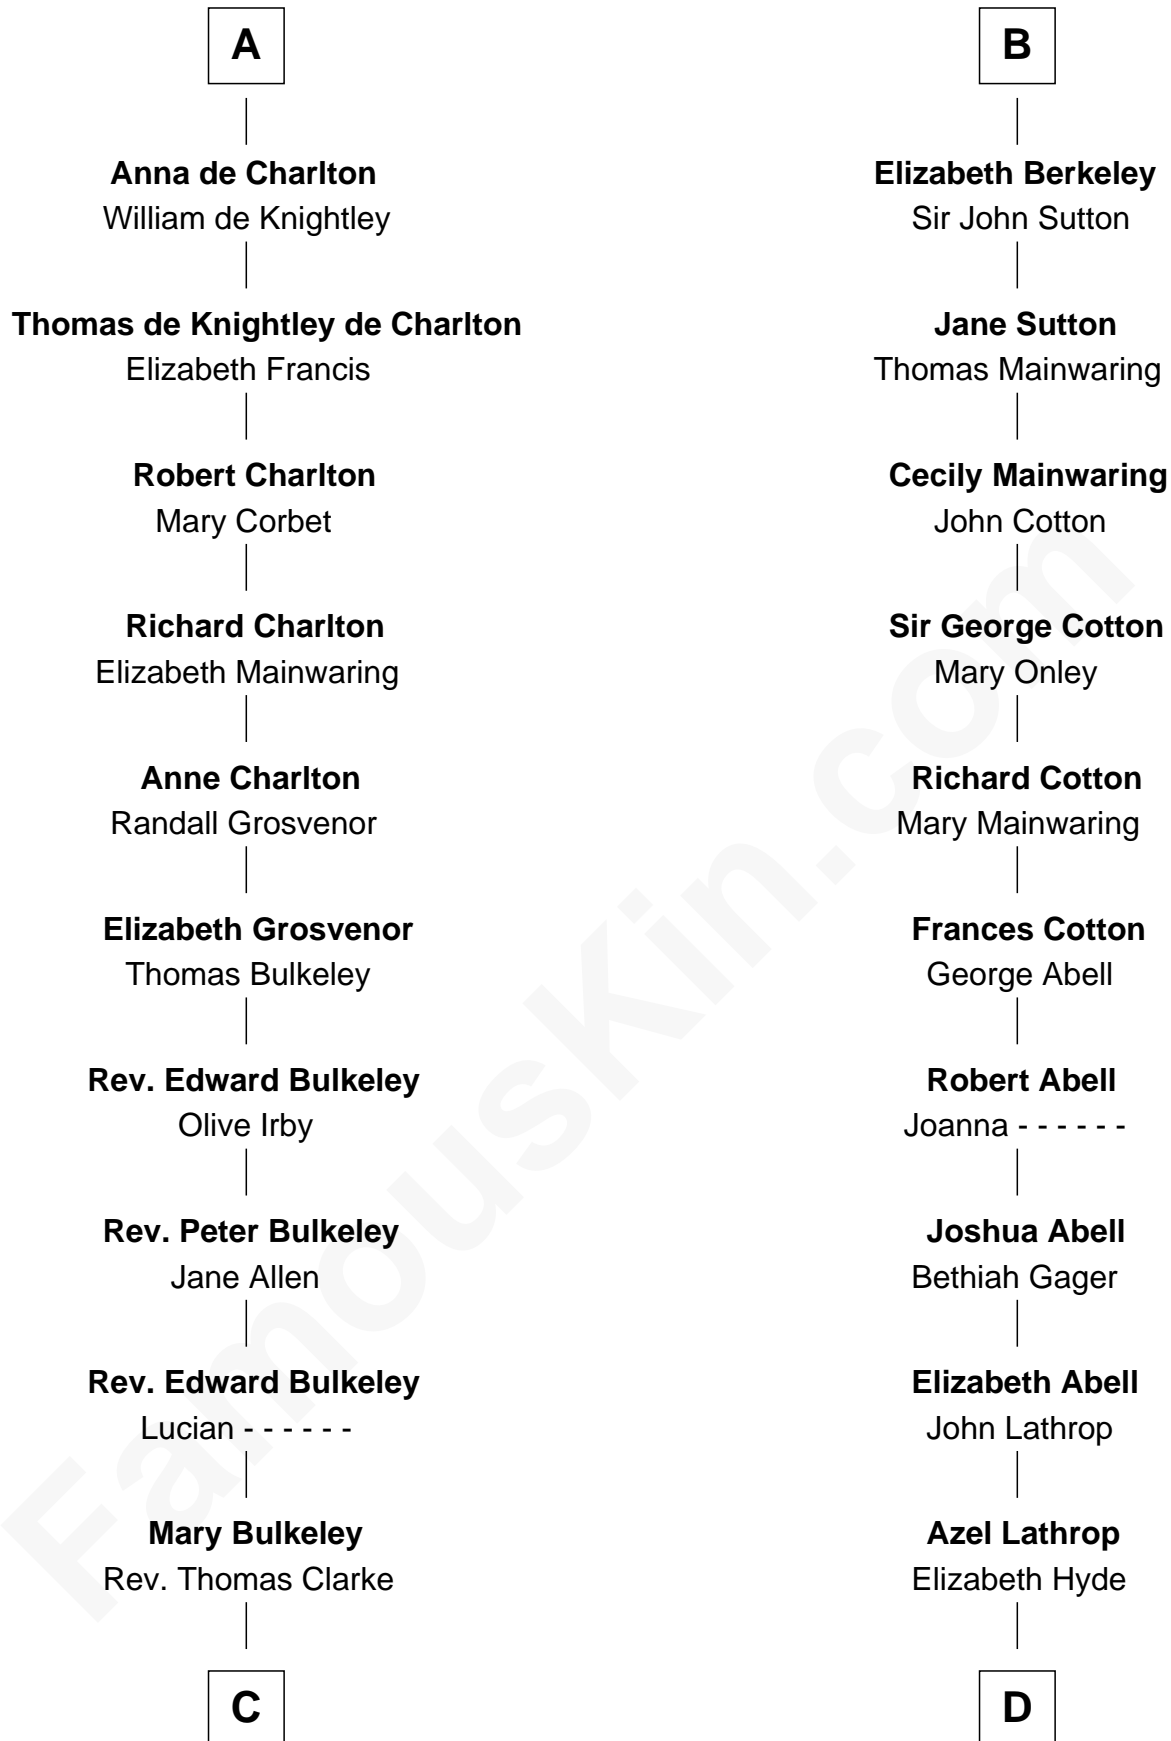 A
Anna de Charlton
William de Knightley
Thomas de Knightley de Charlton
Elizabeth Francis
Robert Charlton
Mary Corbet
Richard Charlton
Elizabeth Mainwaring
Anne Charlton
Randall Grosvenor
Elizabeth Grosvenor
Thomas Bulkeley
Rev. Edward Bulkeley
Olive Irby
Rev. Peter Bulkeley
Jane Allen
Rev. Edward Bulkeley
Lucian - - - - - -
Mary Bulkeley
Rev. Thomas Clarke
C
B
Elizabeth Berkeley
Sir John Sutton
Jane Sutton
Thomas Mainwaring
Cecily Mainwaring
John Cotton
Sir George Cotton
Mary Onley
Richard Cotton
Mary Mainwaring
Frances Cotton
George Abell
Robert Abell
Joanna - - - - - -
Joshua Abell
Bethiah Gager
Elizabeth Abell
John Lathrop
Azel Lathrop
Elizabeth Hyde
D
FamousKin.com